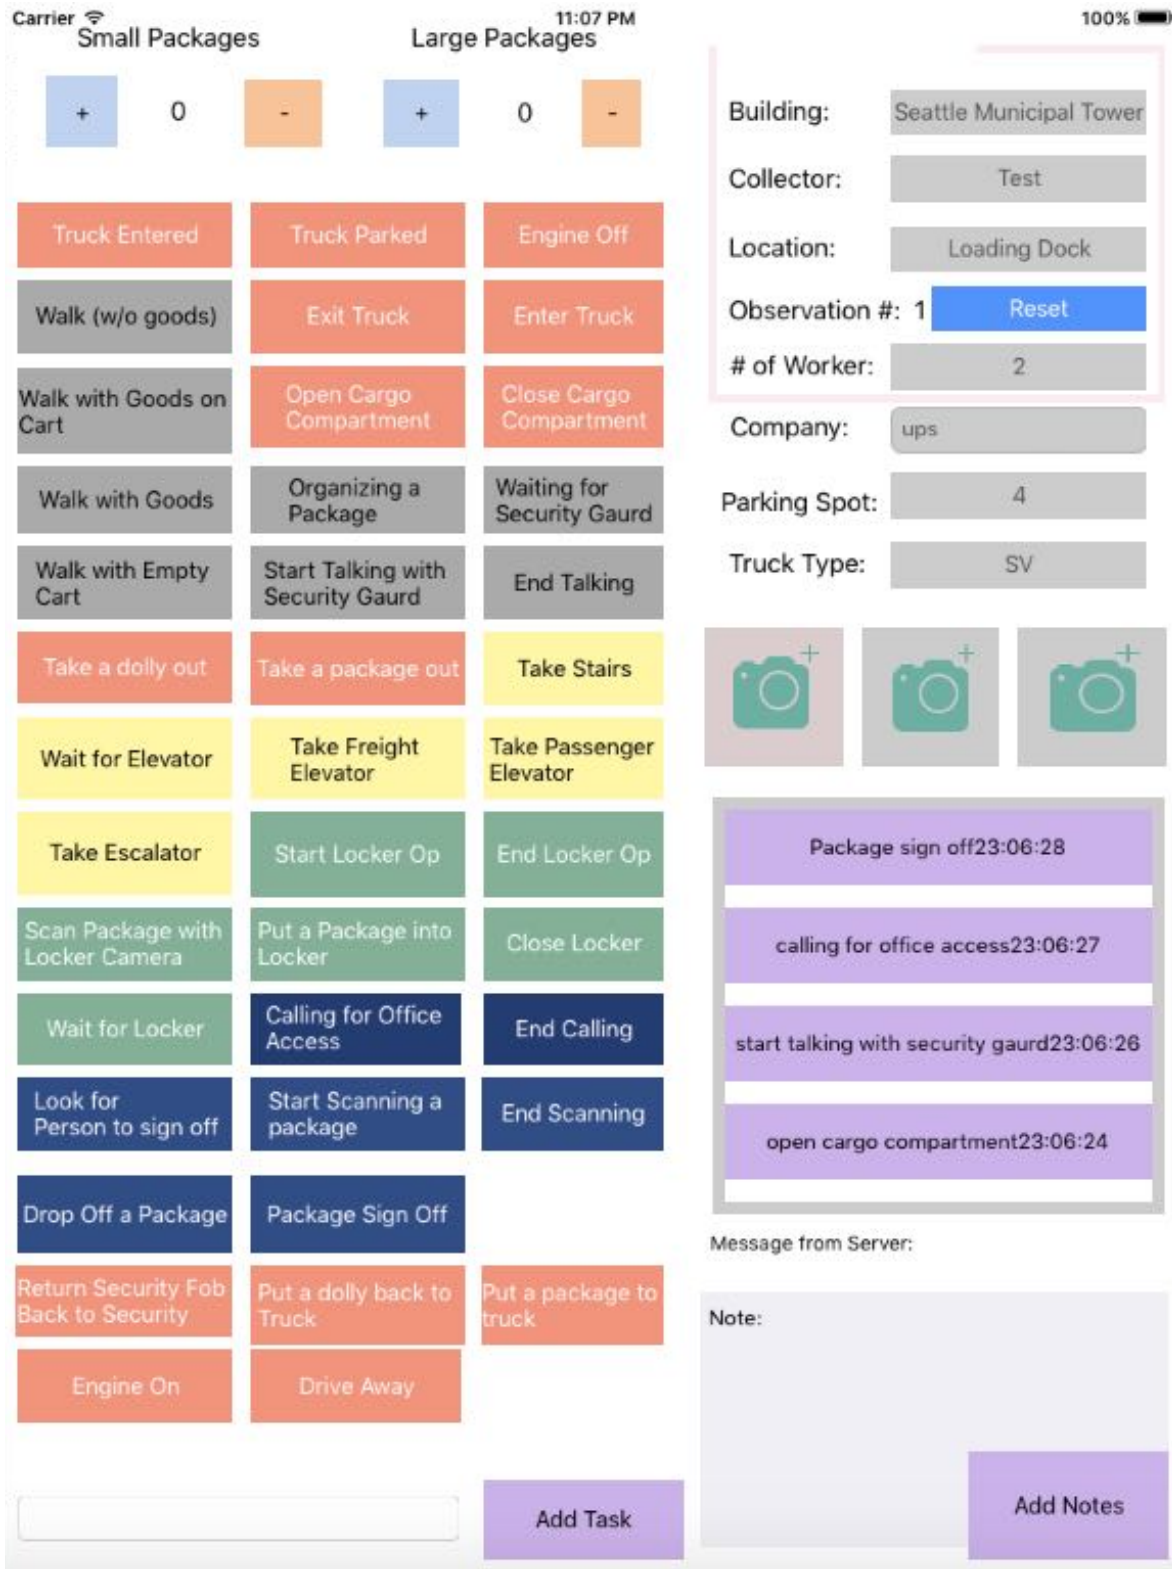 Carrier 11:07 PM 100%
Small Packages Large Packages
+ 0 - + 0 -
Truck Entered
Truck Parked
Engine Off
Walk (w/o goods)
Exit Truck
Enter Truck
Walk with Goods on
Cart
Open Cargo
Compartment
Close Cargo
Compartment
Walk with Goods
Organizing a
Package
Waiting for
Security Gaurd
Walk with Empty
Cart
Start Talking with
Security Gaurd
End Talking
Take a dolly out
Take a package out
Take Stairs
Wait for Elevator
Take Freight
Elevator
Take Passenger
Elevator
Take Escalator
Start Locker Op
End Locker Op
Scan Package with
Locker Camera
Put a Package into
Locker
Close Locker
Wait for Locker
Calling for Office
Access
End Calling
Look for
Person to sign off
Start Scanning a
package
End Scanning
Drop Off a Package
Package Sign Off
Return Security Fob
Back to Security
Put a dolly back to
Truck
Put a package to
truck
Engine On
Drive Away
Add Task
Building: Seattle Municipal Tower
Collector: Test
Location: Loading Dock
Observation #: 1 Reset
# of Worker: 2
Company: ups
Parking Spot: 4
Truck Type: SV
Package sign off23:06:28
calling for office access23:06:27
start talking with security gaurd23:06:26
open cargo compartment23:06:24
Message from Server:
Note:
Add Notes